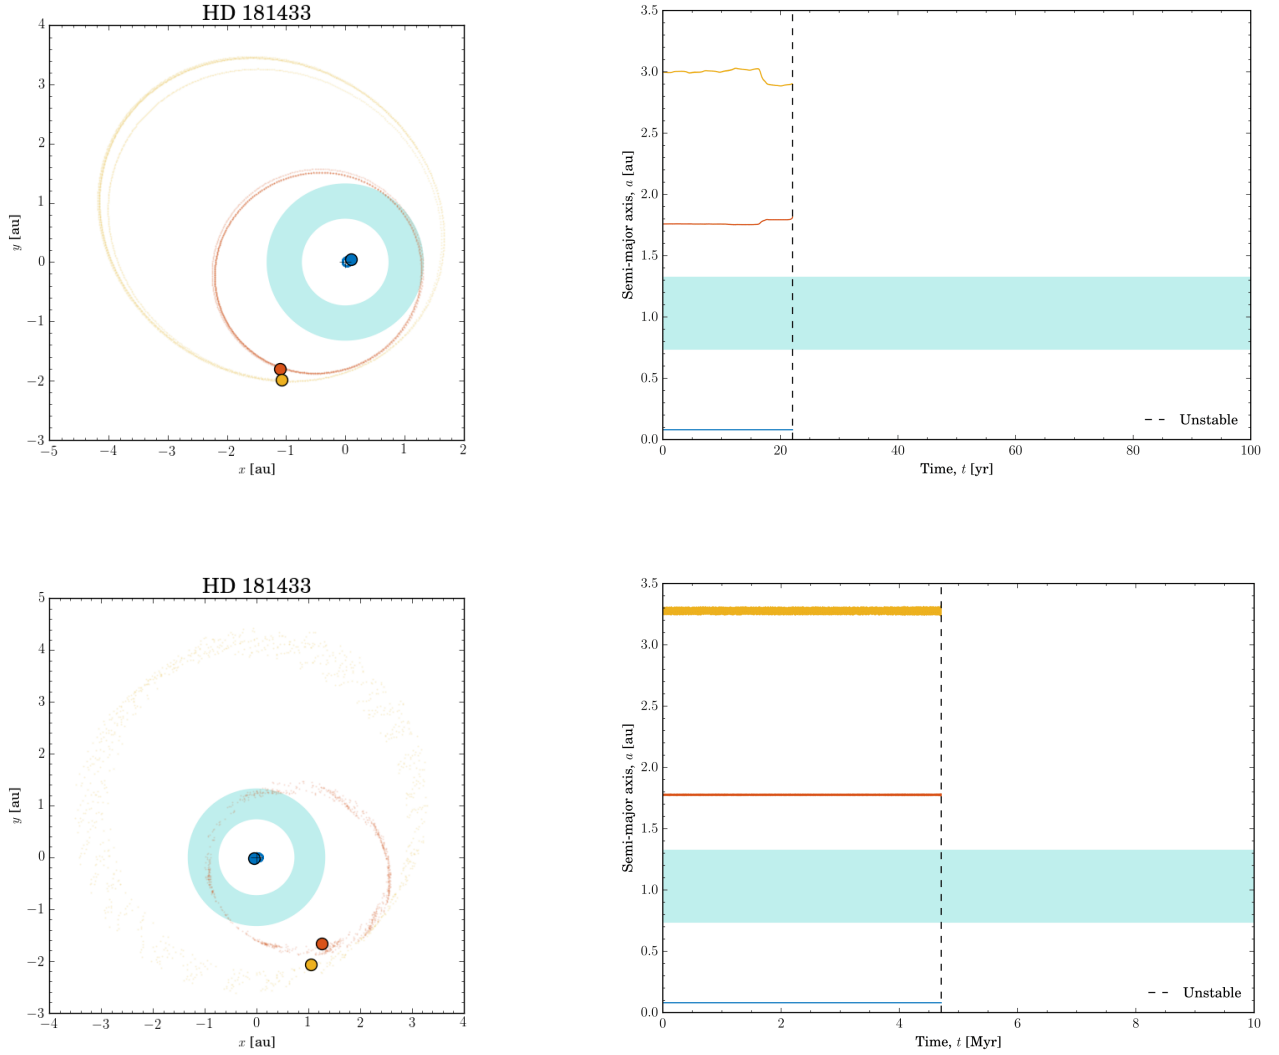 HD 181433
4
3
2
1
0
−1
−2
−3
y [au]
−5 −4 −3 −2 −1 0 1 2
x [au]
3.5
3.0
2.5
2.0
1.5
1.0
0.5
0.0
Semi-major axis, a [au]
Unstable
0 20 40 60 80 100
Time, t [yr]
HD 181433
5
4
3
2
1
0
−1
−2
−3
y [au]
−4 −3 −2 −1 0 1 2 3 4
x [au]
3.5
3.0
2.5
2.0
1.5
1.0
0.5
0.0
Semi-major axis, a [au]
Unstable
0 2 4 6 8 10
Time, t [Myr]